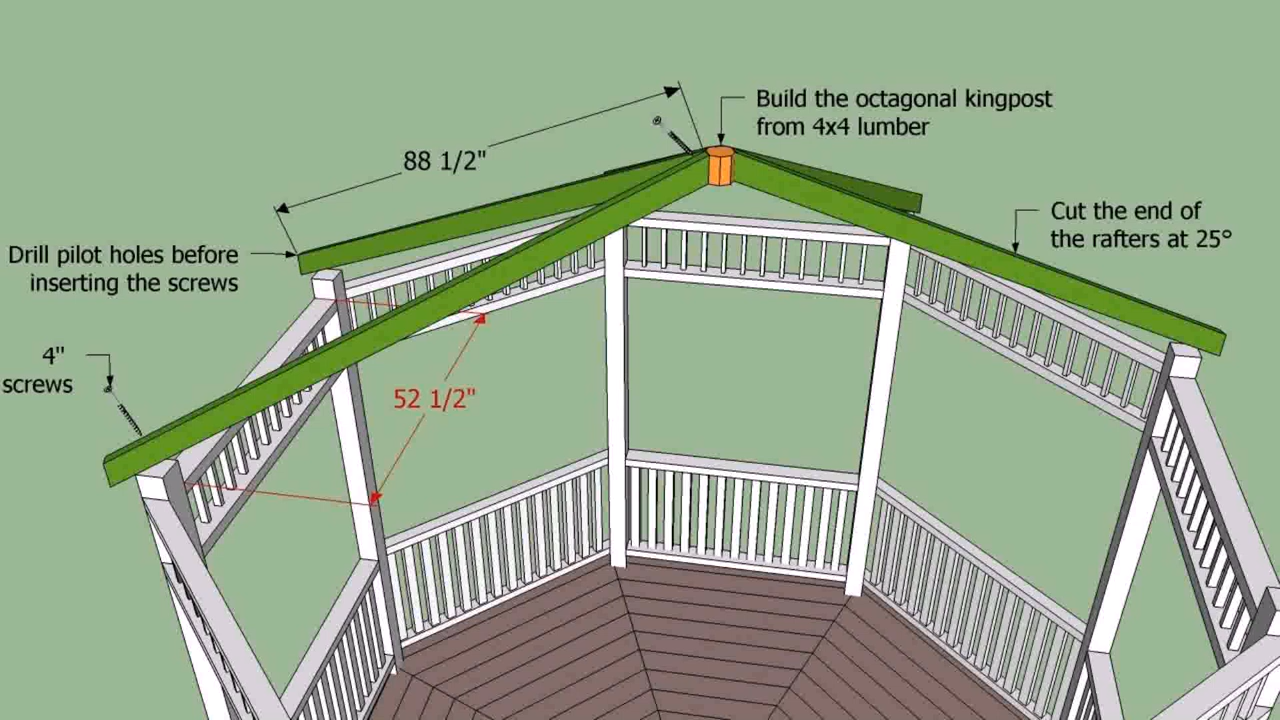 Build the octagonal kingpost
from 4x4 lumber
88 1/2"
Cut the end of
the rafters at 25°
Drill pilot holes before
inserting the screws
4"
screws
52 1/2"